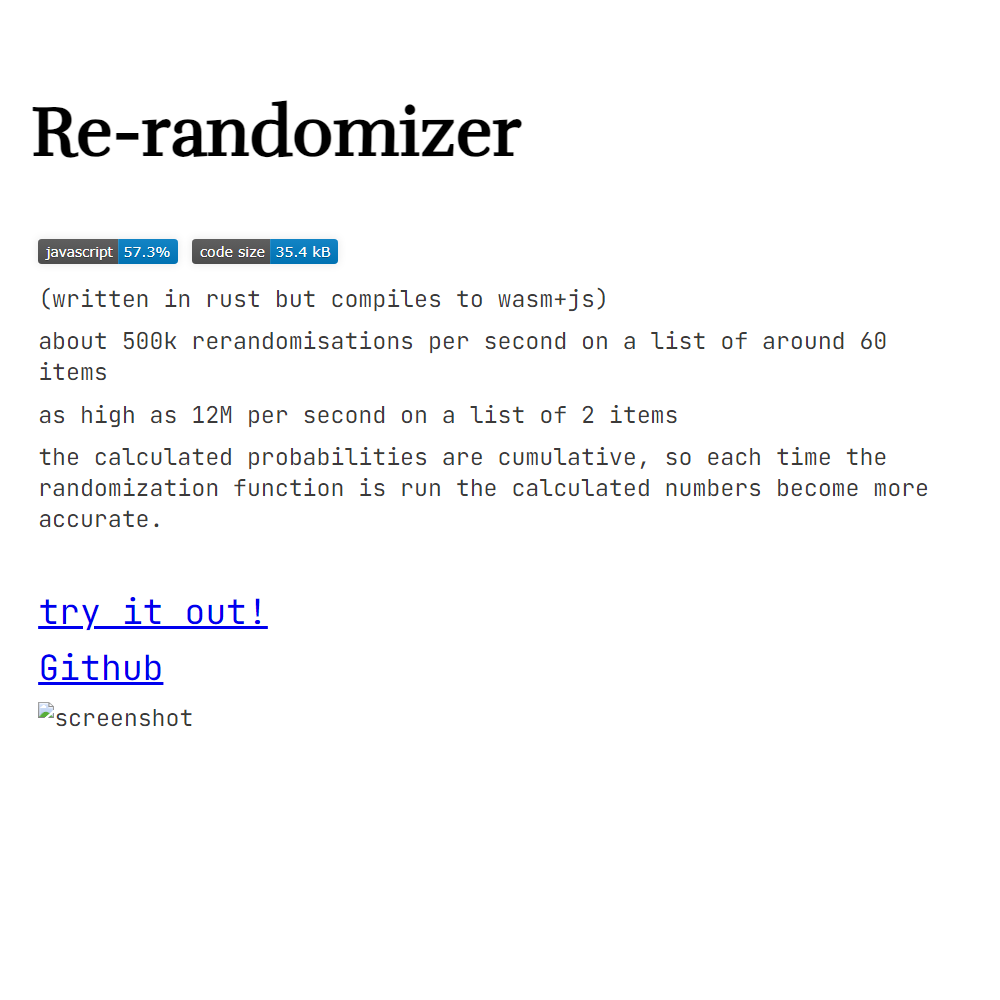 Re-randomizer
javascript 57.3% code size 35.4 kB
(written in rust but compiles to wasm+js)
about 500k rerandomisations per second on a list of around 60
items
as high as 12M per second on a list of 2 items
the calculated probabilities are cumulative, so each time the
randomization function is run the calculated numbers become more
accurate.
try it out!
Github
screenshot